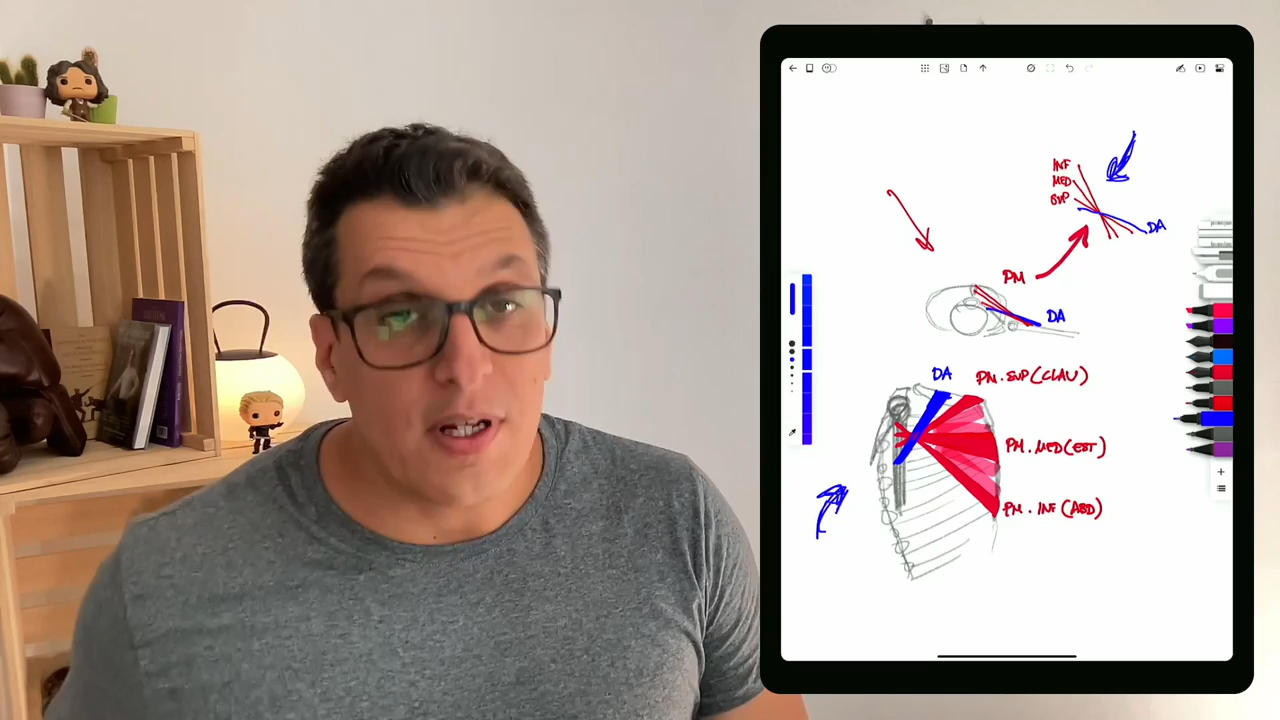 INF
MED
SUP
DA
PM
DA
DA
PM. SUP (CLAV)
PM. MED (EST)
PM. INF (ABD)